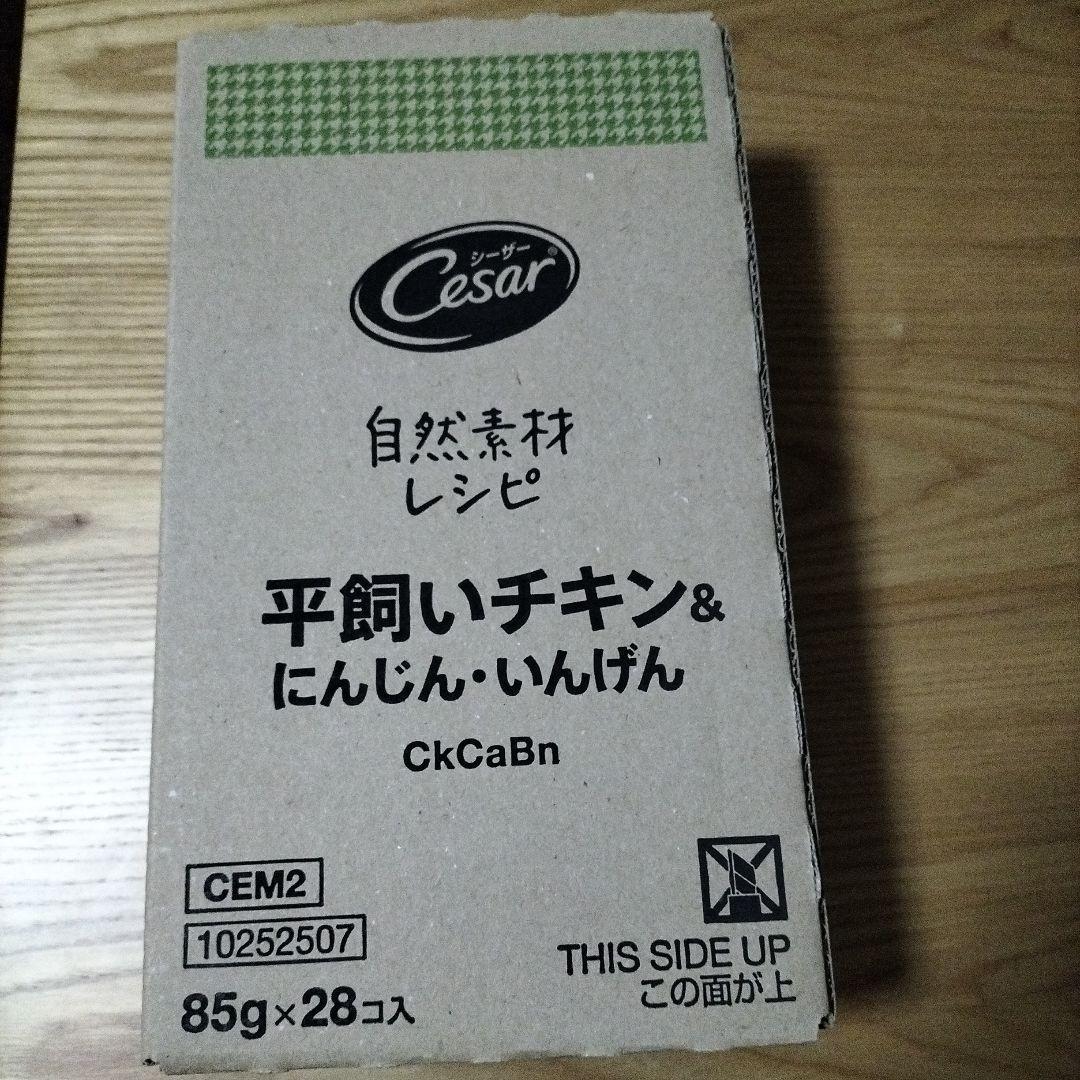 シーザー
Cesar®
自然素材
レシピ
平飼いチキン&
にんじん・いんげん
CkCaBn
CEM2
10252507
85g×28コ入
THIS SIDE UP
この面が上